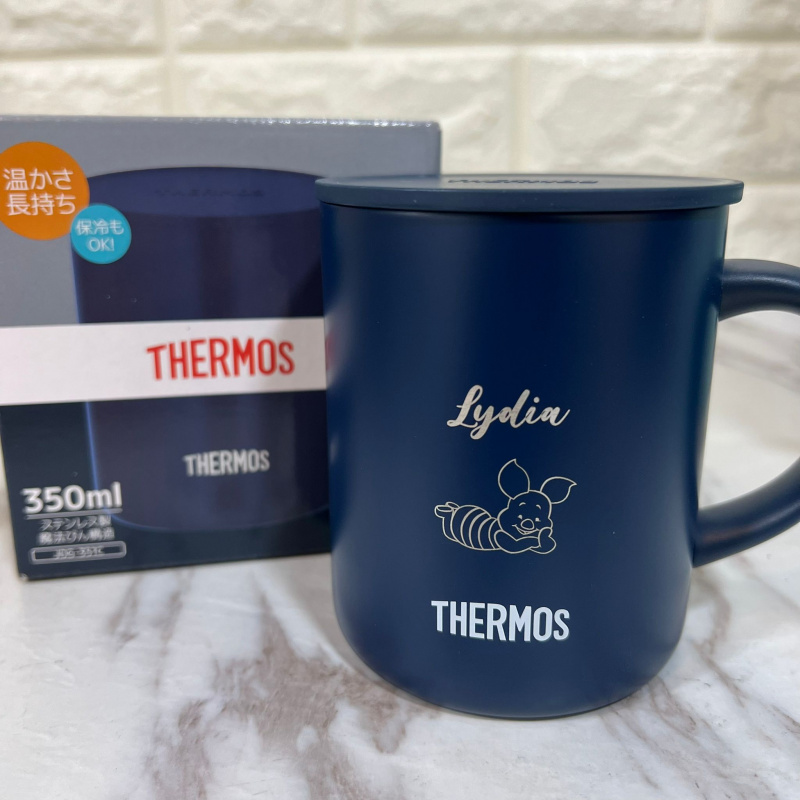 温かさ
長持ち
保冷も
OK!
THERMOS
THERMOS
350ml
ステンレス製
魔法びん構造
Lydia
THERMOS